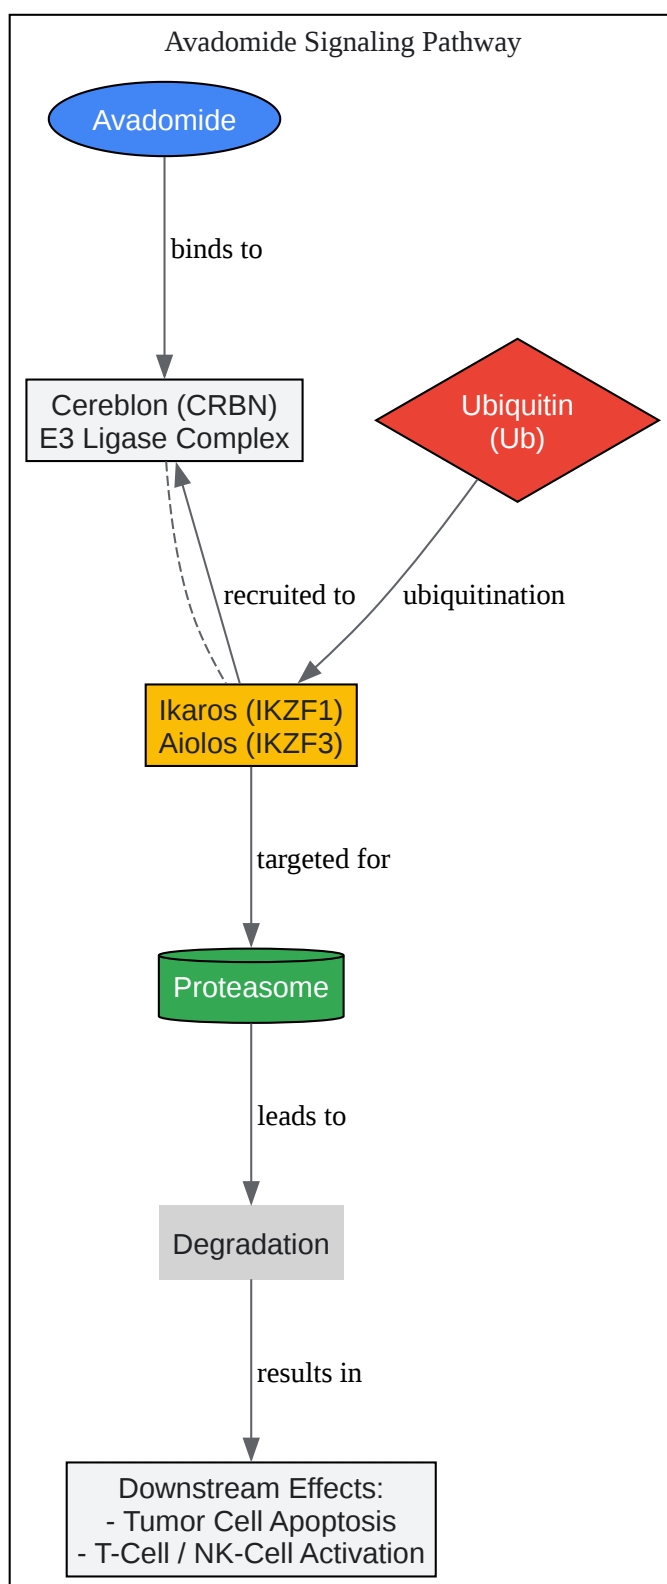 Avadomide Signaling Pathway
Avadomide
binds to
Cereblon (CRBN)
E3 Ligase Complex
Ubiquitin
(Ub)
recruited to
ubiquitination
Ikaros (IKZF1)
Aiolos (IKZF3)
targeted for
Proteasome
leads to
Degradation
results in
Downstream Effects:
- Tumor Cell Apoptosis
- T-Cell / NK-Cell Activation